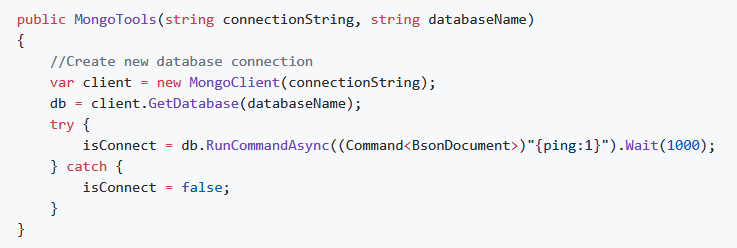 public MongoTools(string connectionString, string databaseName)
{
    //Create new database connection
    var client = new MongoClient(connectionString);
    db = client.GetDatabase(databaseName);
    try {
        isConnect = db.RunCommandAsync((Command<BsonDocument>)"{ping:1}").Wait(1000);
    } catch {
        isConnect = false;
    }
}